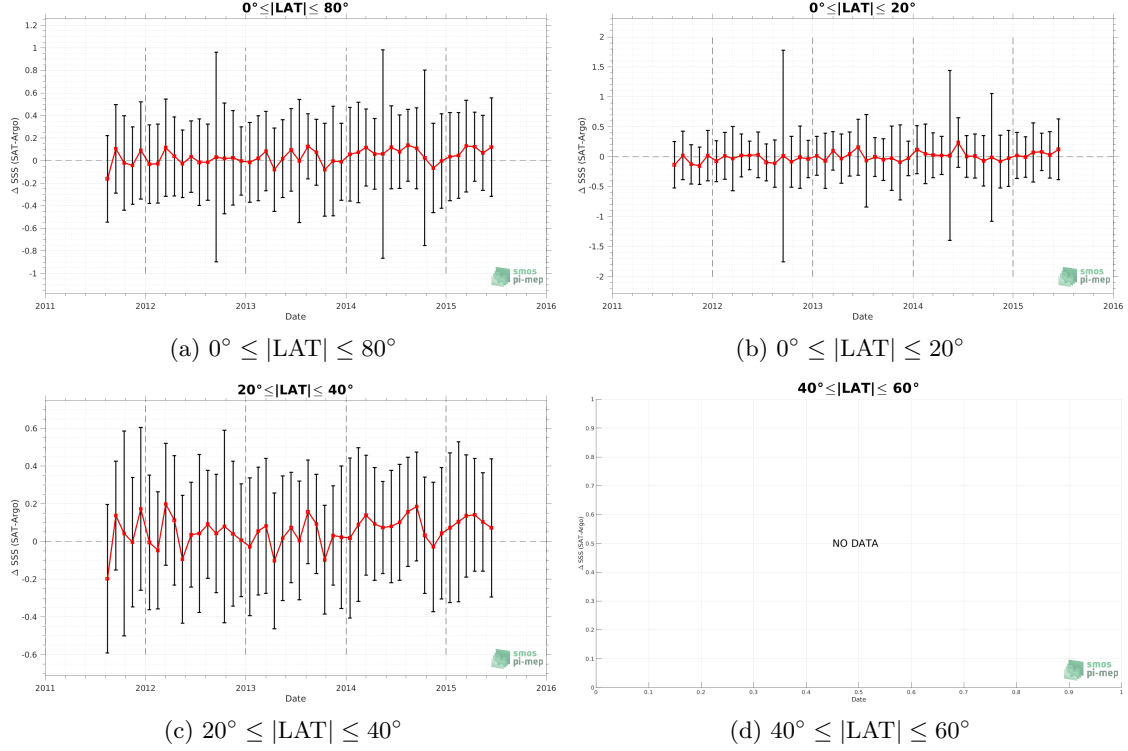 0°≤|LAT|≤ 80°
1.2
1
0.8
0.6
0.4
0.2
0
-0.2
-0.4
-0.6
-0.8
-1
Δ SSS (SAT-Argo)
2011 2012 2013 2014 2015 2016
Date
smos
pi-mep
(a) 0° ≤ |LAT| ≤ 80°
0°≤|LAT|≤ 20°
2
1.5
1
0.5
0
-0.5
-1
-1.5
-2
Δ SSS (SAT-Argo)
2011 2012 2013 2014 2015 2016
Date
smos
pi-mep
(b) 0° ≤ |LAT| ≤ 20°
20°≤|LAT|≤ 40°
0.6
0.4
0.2
0
-0.2
-0.4
-0.6
Δ SSS (SAT-Argo)
2011 2012 2013 2014 2015 2016
Date
smos
pi-mep
(c) 20° ≤ |LAT| ≤ 40°
40°≤|LAT|≤ 60°
1
0.9
0.8
0.7
0.6
0.5
0.4
0.3
0.2
0.1
0
Δ SSS (SAT-Argo)
NO DATA
0 0.1 0.2 0.3 0.4 0.5 0.6 0.7 0.8 0.9 1
Date
smos
pi-mep
(d) 40° ≤ |LAT| ≤ 60°